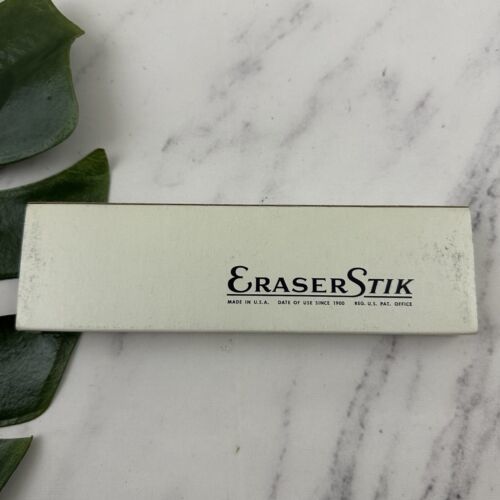 ERASERSTIK
MADE IN U.S.A. DATE OF USE SINCE 1900 REG. U.S. PAT. OFFICE